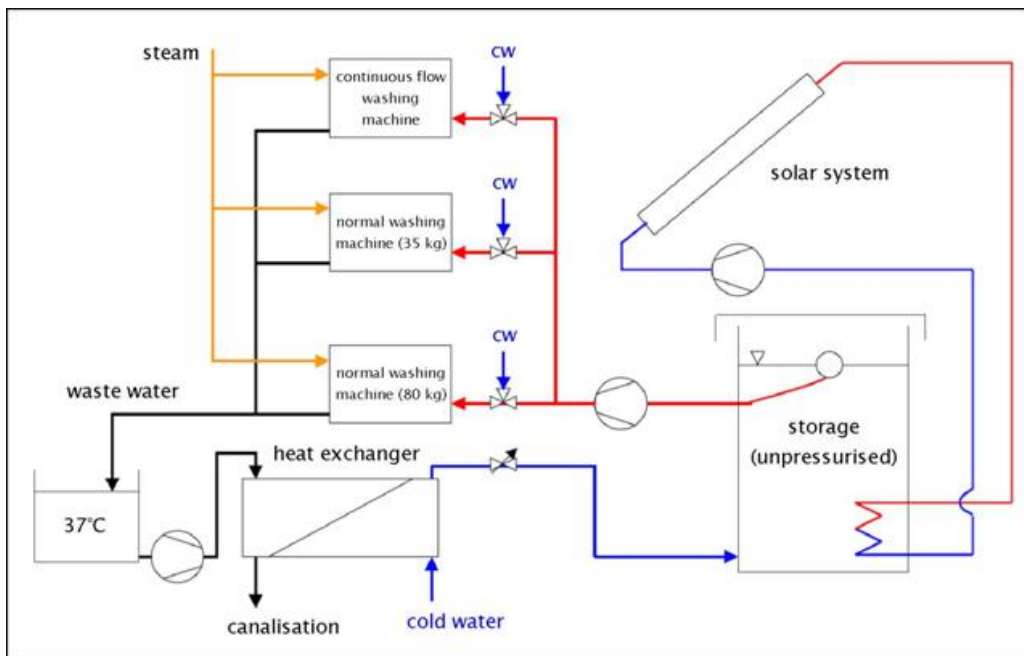 steam
cw
continuous flow
washing
machine
solar system
cw
normal washing
machine (35 kg)
cw
normal washing
machine (80 kg)
waste water
storage
(unpressurised)
heat exchanger
37°C
canalisation
cold water